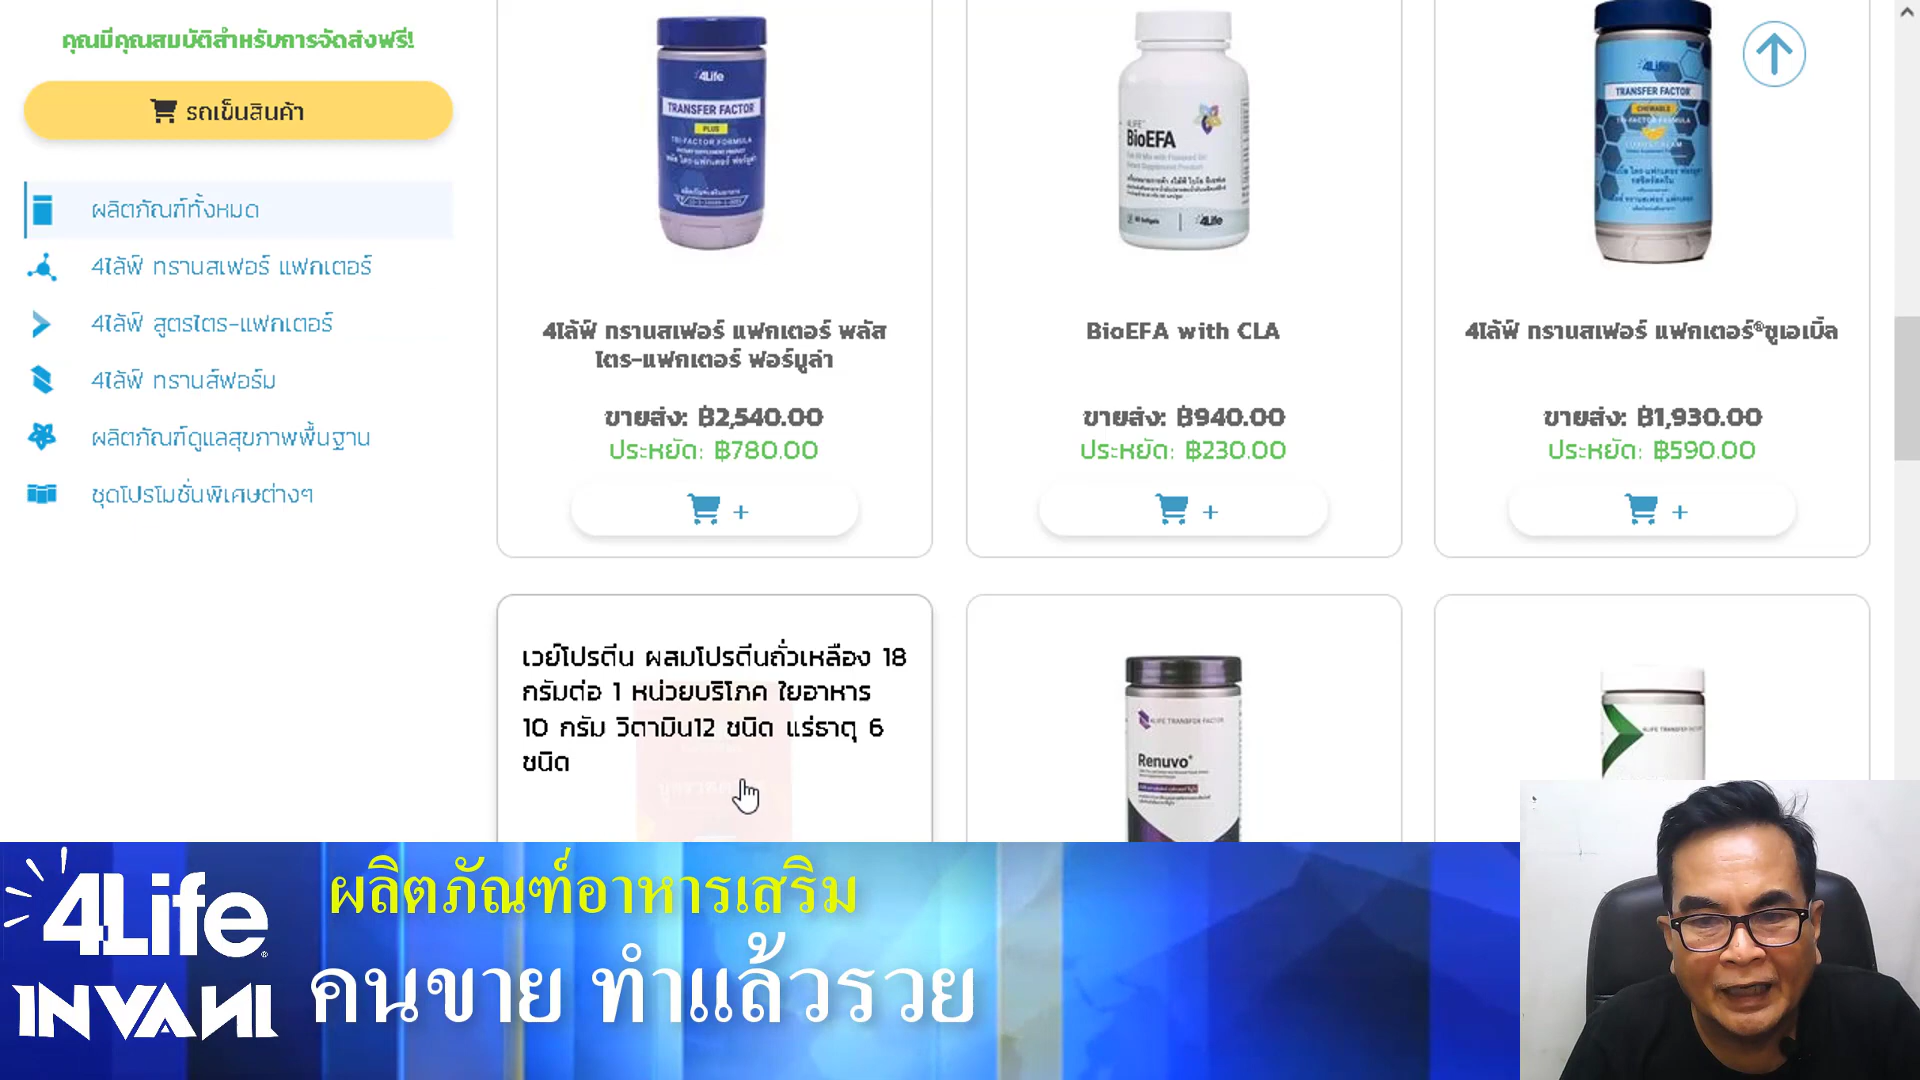 คุณมีคุณสมบัติสำหรับการจัดส่งฟรี!
รถเข็นสินค้า
ผลิตภัณฑ์ทั้งหมด
4ไล้ฟ์ ทรานสเฟอร์ แฟกเตอร์
4ไล้ฟ์ สูตรไตร-แฟกเตอร์
4ไล้ฟ์ ทรานส์ฟอร์ม
ผลิตภัณฑ์ดูแลสุขภาพพื้นฐาน
ชุดโปรโมชั่นพิเศษต่างๆ
4Life
TRANSFER FACTOR
PLUS
TRI-FACTOR FORMULA
4ไล้ฟ์ ทรานสเฟอร์ แฟกเตอร์ พลัส
ไตร-แฟกเตอร์ ฟอร์มูล่า
ขายส่ง: ฿2,540.00
ประหยัด: ฿780.00
+
4LIFE
BioEFA
4Life
BioEFA with CLA
ขายส่ง: ฿940.00
ประหยัด: ฿230.00
+
4Life
TRANSFER FACTOR
CHEWABLE
TRI-FACTOR FORMULA
4ไล้ฟ์ ทรานสเฟอร์ แฟกเตอร์®ชูเอเบิ้ล
ขายส่ง: ฿1,930.00
ประหยัด: ฿590.00
+
เวย์โปรตีน ผสมโปรตีนถั่วเหลือง 18
กรัมต่อ 1 หน่วยบริโภค ใยอาหาร
10 กรัม วิตามิน12 ชนิด แร่ธาตุ 6
ชนิด
4LIFE TRANSFER FACTOR
Renuvo
4LIFE TRANSFER FACTOR
4Life
INVANI
ผลิตภัณฑ์อาหารเสริม
คนขาย ทำแล้วรวย